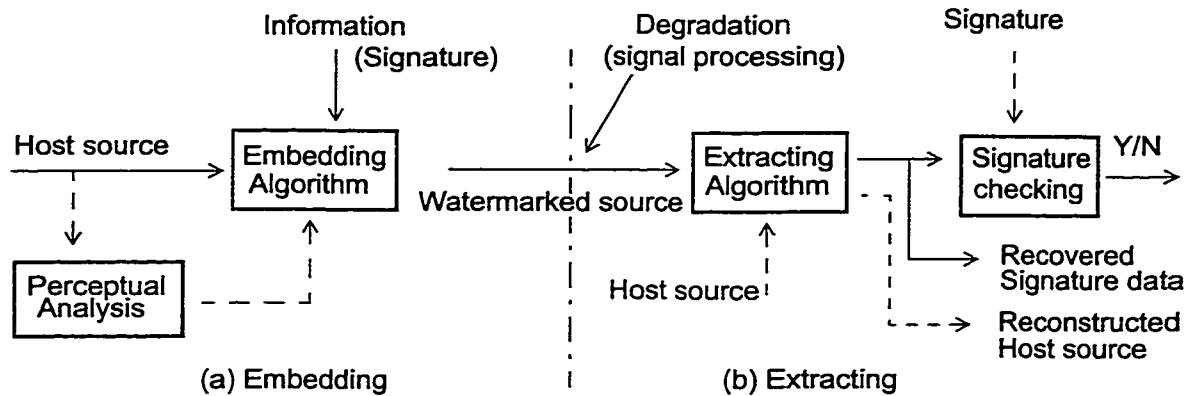 Information
(Signature)
Degradation
(signal processing)
Signature
Host source
Embedding
Algorithm
Watermarked source
Extracting
Algorithm
Signature
checking
Y/N
Perceptual
Analysis
Host source
Recovered
Signature data
Reconstructed
Host source
(a) Embedding
(b) Extracting